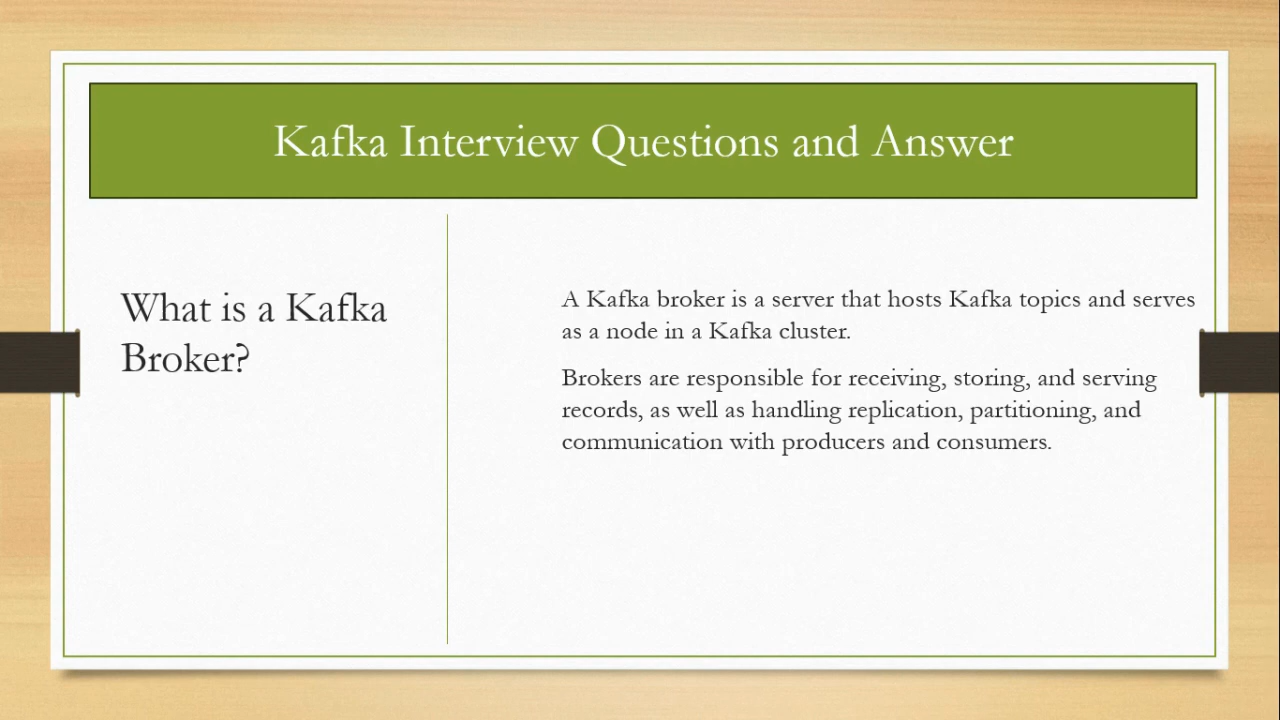 Kafka Interview Questions and Answer
What is a Kafka
Broker?
A Kafka broker is a server that hosts Kafka topics and serves
as a node in a Kafka cluster.
Brokers are responsible for receiving, storing, and serving
records, as well as handling replication, partitioning, and
communication with producers and consumers.